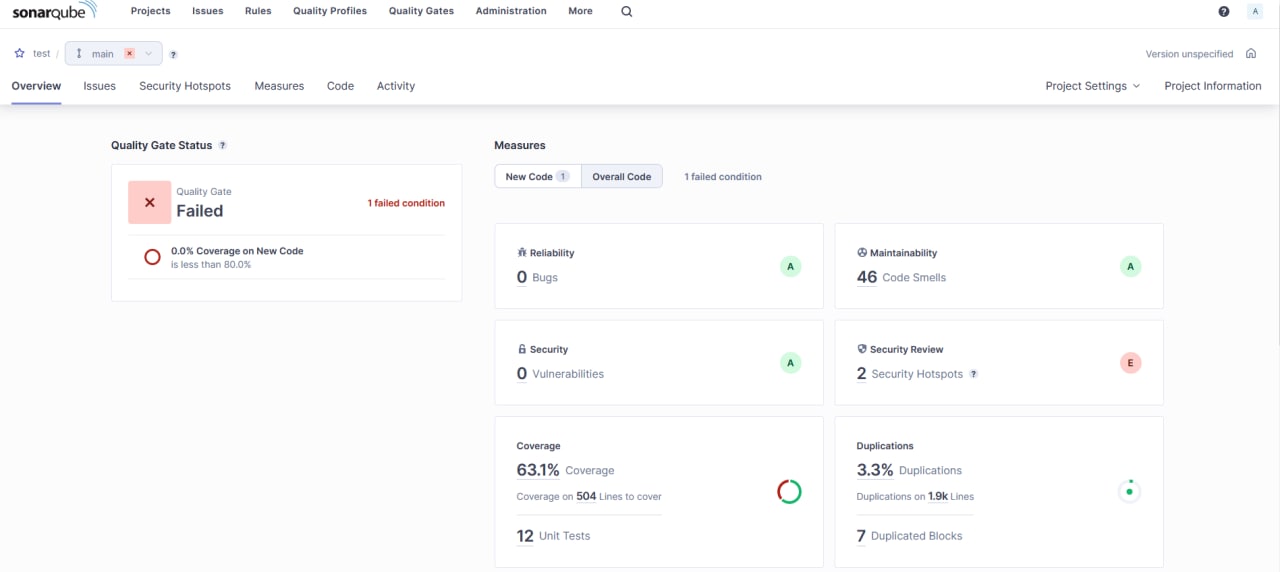 sonarqube Projects Issues Rules Quality Profiles Quality Gates Administration More ? A
test / main × ? Version unspecified
Overview Issues Security Hotspots Measures Code Activity Project Settings Project Information
Quality Gate Status ?
Quality Gate
Failed
1 failed condition
0.0% Coverage on New Code
is less than 80.0%
Measures
New Code 1 Overall Code 1 failed condition
Reliability
0 Bugs
A
Maintainability
46 Code Smells
A
Security
0 Vulnerabilities
A
Security Review
2 Security Hotspots ?
E
Coverage
63.1% Coverage
Coverage on 504 Lines to cover
12 Unit Tests
Duplications
3.3% Duplications
Duplications on 1.9k Lines
7 Duplicated Blocks